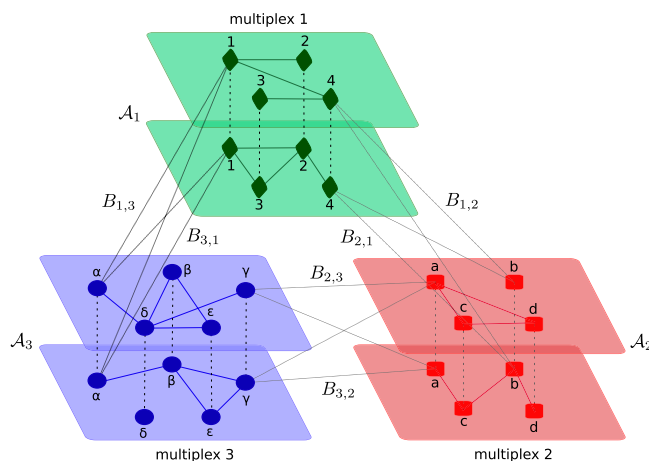 multiplex 1
1 2
3 4
𝒜₁
1 2
3 4
B₁,₃ B₁,₂
B₃,₁ B₂,₁
α β γ
B₂,₃
a b
δ ε
c d
𝒜₃ 𝒜₂
α β γ
B₃,₂
a b
δ ε
c d
multiplex 3 multiplex 2